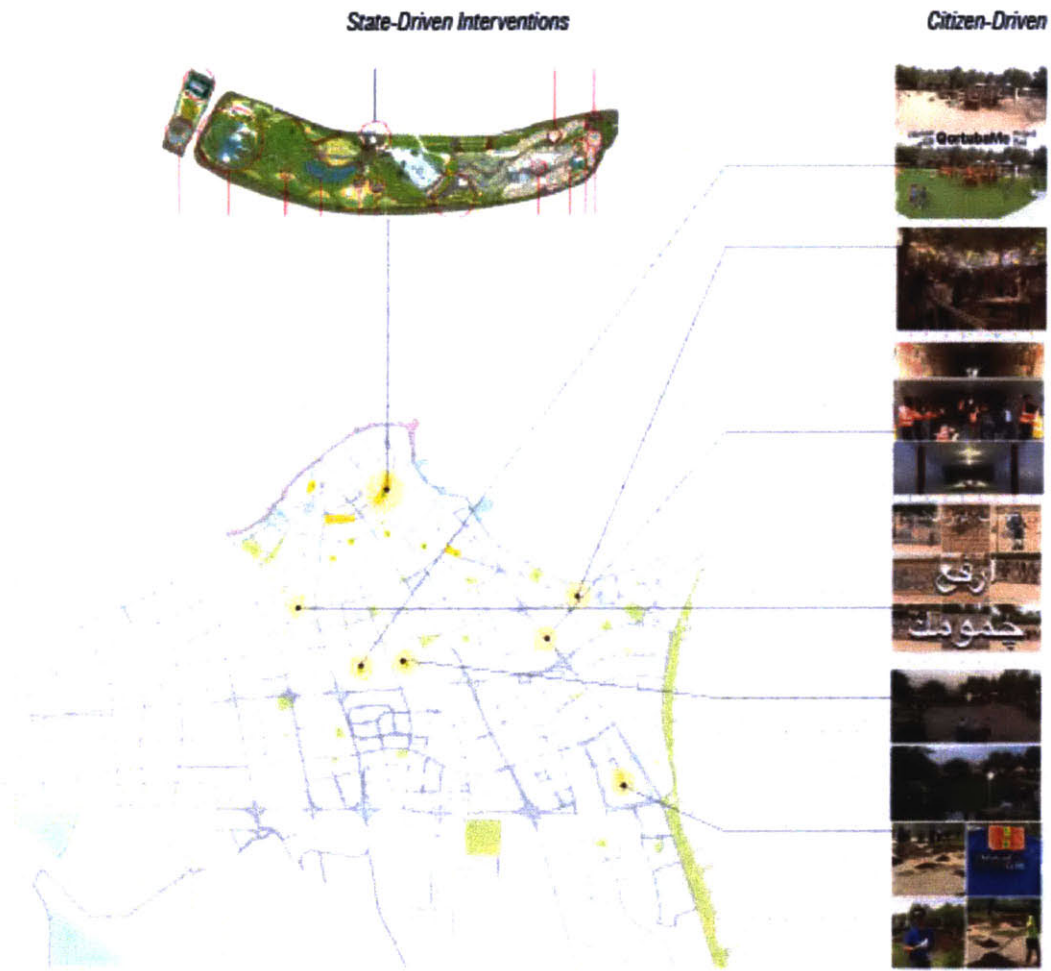 State-Driven Interventions
Citizen-Driven
QortubaMe
ارفع
چمومك